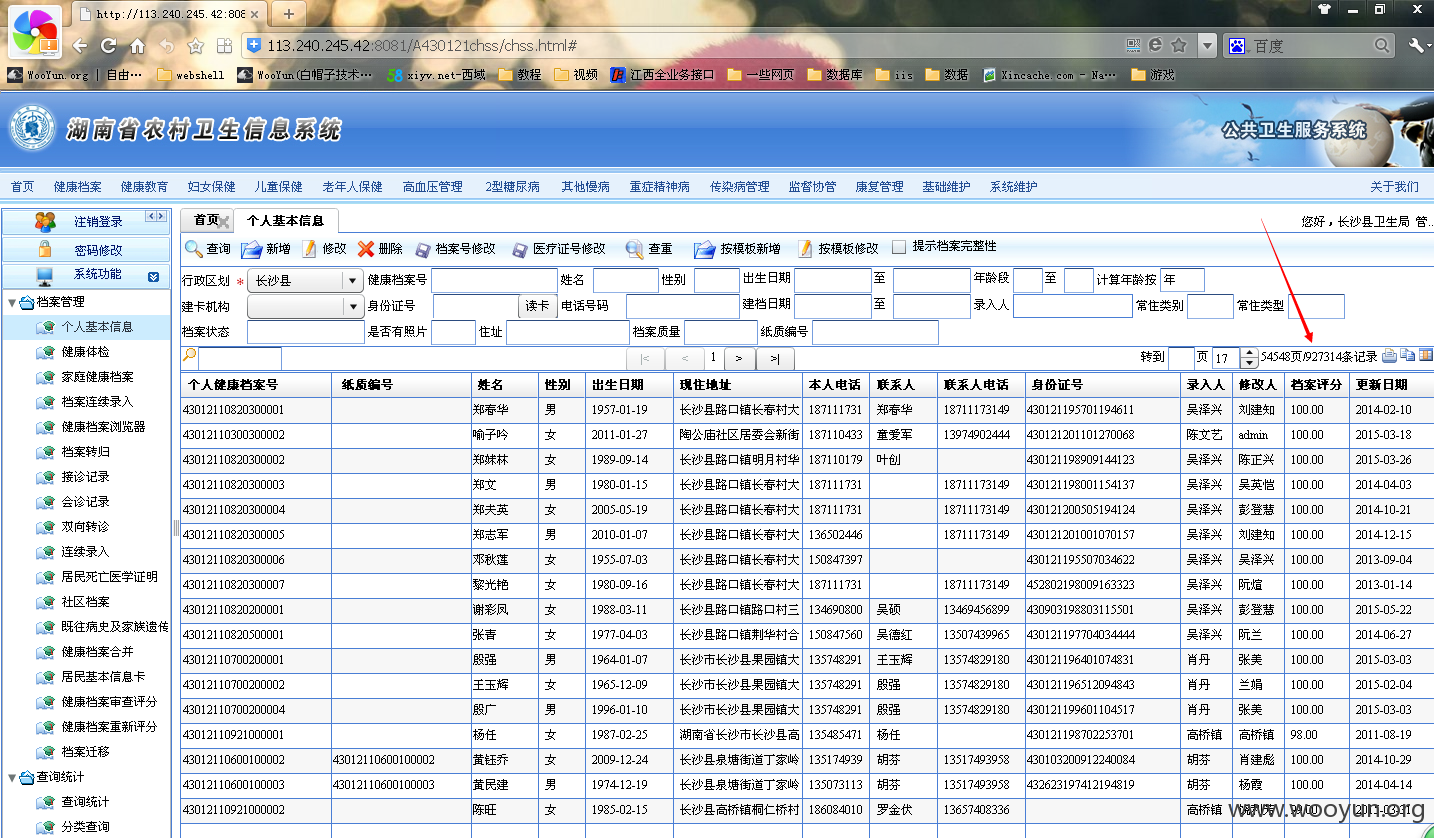 http://113.240.245.42:808
113.240.245.42:8081/A430121chss/chss.html#
百度
WooYun.org | 自由… webshell WooYun(白帽子技术… 58 xiyv.net-西域 教程 视频 江西全业务接口 一些网页 数据库 iis 数据 Xincache.com - Na… 游戏
湖南省农村卫生信息系统
公共卫生服务系统
首页 健康档案 健康教育 妇女保健 儿童保健 老年人保健 高血压管理 2型糖尿病 其他慢病 重症精神病 传染病管理 监督协管 康复管理 基础维护 系统维护 关于我们
注销登录
密码修改
系统功能
档案管理
个人基本信息
健康体检
家庭健康档案
档案连续录入
健康档案浏览器
档案转归
接诊记录
会诊记录
双向转诊
连续录入
居民死亡医学证明
社区档案
既往病史及家族遗传
健康档案合并
居民基本信息卡
健康档案审查评分
健康档案重新评分
档案迁移
查询统计
查询统计
分类查询
首页 个人基本信息 您好，长沙县卫生局 管..
查询 新增 修改 删除 档案号修改 医疗证号修改 查重 按模板新增 按模板修改 提示档案完整性
行政区划 * 长沙县 健康档案号 姓名 性别 出生日期 至 年龄段 至 计算年龄按 年
建卡机构 身份证号 读卡 电话号码 建档日期 至 录入人 常住类别 常住类型
档案状态 是否有照片 住址 档案质量 纸质编号
|< < 1 > >| 转到 页 17 54548页/927314条记录
个人健康档案号 纸质编号 姓名 性别 出生日期 现住地址 本人电话 联系人 联系人电话 身份证号 录入人 修改人 档案评分 更新日期
43012110820300001 郑春华 男 1957-01-19 长沙县路口镇长春村大 187111731 郑春华 18711173149 430121195701194611 吴泽兴 刘建知 100.00 2014-02-10
43012110300300002 喻子吟 女 2011-01-27 陶公庙社区居委会新街 187110433 童爱军 13974902444 430121201101270068 陈文艺 admin 100.00 2015-03-18
43012110820300002 郑妹林 女 1989-09-14 长沙县路口镇明月村华 187110179 叶创 430121198909144123 吴泽兴 陈正兴 100.00 2015-03-26
43012110820300003 郑文 男 1980-01-15 长沙县路口镇长春村大 187111731 18711173149 430121198001154137 吴泽兴 吴英恺 100.00 2014-04-03
43012110820300004 郑夫英 女 2005-05-19 长沙县路口镇长春村大 187111731 18711173149 430121200505194124 吴泽兴 彭登慧 100.00 2014-10-21
43012110820300005 郑志军 男 2010-01-07 长沙县路口镇长春村大 136502446 18711173149 430121201001070157 吴泽兴 刘建知 100.00 2014-12-15
43012110820300006 邓秋莲 女 1955-07-03 长沙县路口镇长春村大 150847397 430121195507034622 吴泽兴 吴泽兴 100.00 2013-09-04
43012110820300007 黎光艳 女 1980-09-16 长沙县路口镇长春村大 187111731 18711173149 452802198009163323 吴泽兴 阮煊 100.00 2013-01-14
43012110820200001 谢彩凤 女 1988-03-11 长沙县路口镇路口村三 134690800 吴硕 13469456899 430903198803115501 吴泽兴 彭登慧 100.00 2015-05-22
43012110820500001 张青 女 1977-04-03 长沙县路口镇荆华村合 150847560 吴德红 13507439965 430121197704034444 吴泽兴 阮兰 100.00 2014-06-27
43012110700200001 殷强 男 1964-01-07 长沙市长沙县果园镇大 135748291 王玉辉 13574829180 430121196401074831 肖丹 张美 100.00 2015-03-03
43012110700200002 王玉辉 女 1965-12-09 长沙市长沙县果园镇大 135748291 殷强 13574829180 430121196512094843 肖丹 兰娟 100.00 2015-02-04
43012110700200004 殷广 男 1996-01-10 长沙市长沙县果园镇大 135748291 殷强 13574829180 430121199601104517 肖丹 张美 100.00 2015-03-03
43012110921000001 杨任 女 1987-02-25 湖南省长沙市长沙县高 135485471 杨任 430121198702253701 高桥镇 高桥镇 98.00 2011-08-19
43012110600100002 43012110600100002 黄钰乔 女 2009-12-24 长沙县泉塘街道丁家岭 135174939 胡芬 13517493958 430103200912240084 胡芬 肖建彪 100.00 2014-10-29
43012110600100003 43012110600100003 黄民建 男 1974-12-19 长沙县泉塘街道丁家岭 135073113 胡芬 13517493958 432623197412194819 胡芬 杨霞 100.00 2014-04-14
43012110921000002 陈旺 女 1985-02-15 长沙县高桥镇桐仁桥村 186084010 罗金伏 13657408336 高桥镇
www.wooyun.org